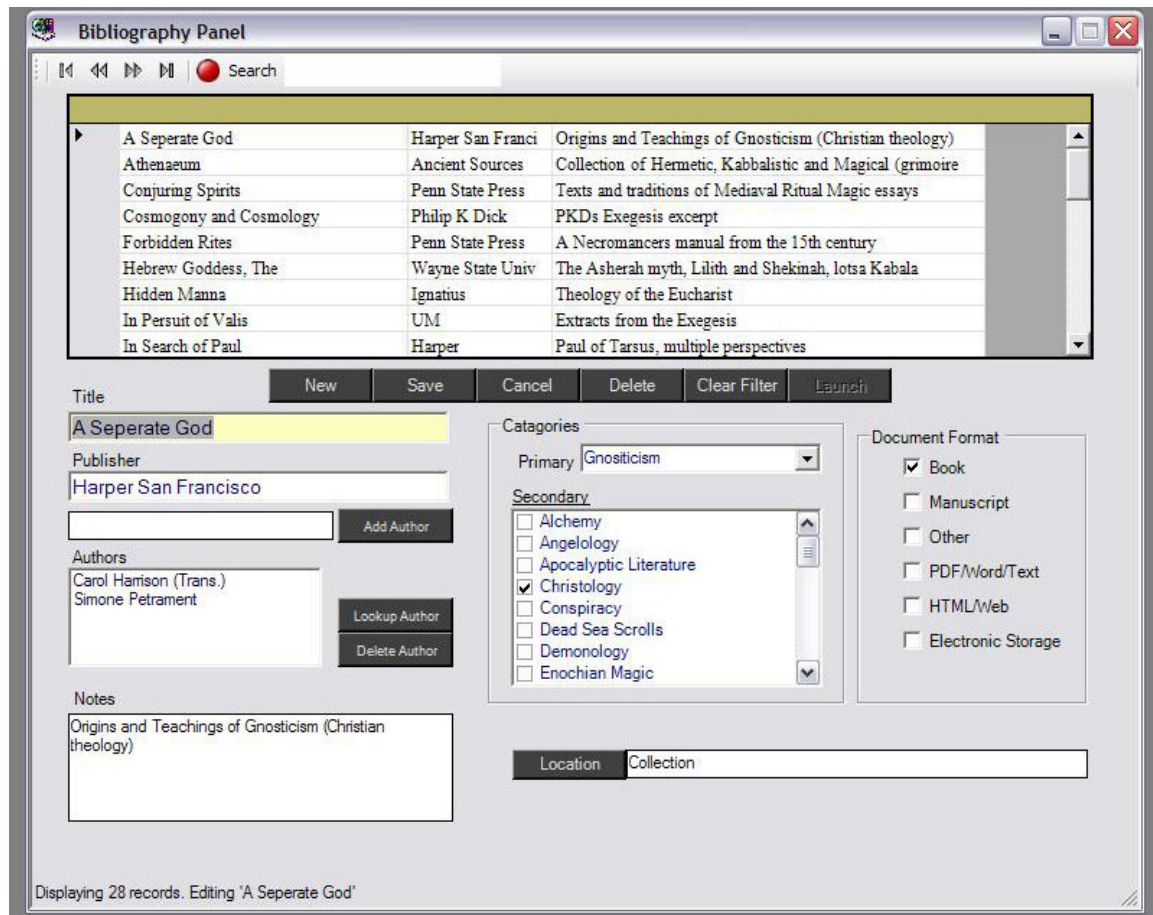 Bibliography Panel
Search
A Seperate God Harper San Franci Origins and Teachings of Gnosticism (Christian theology)
Athenaeum Ancient Sources Collection of Hermetic, Kabbalistic and Magical (grimoire
Conjuring Spirits Penn State Press Texts and traditions of Mediaval Ritual Magic essays
Cosmogony and Cosmology Philip K Dick PKDs Exegesis excerpt
Forbidden Rites Penn State Press A Necromancers manual from the 15th century
Hebrew Goddess, The Wayne State Univ The Asherah myth, Lilith and Shekinah, lotsa Kabala
Hidden Manna Ignatius Theology of the Eucharist
In Persuit of Valis UM Extracts from the Exegesis
In Search of Paul Harper Paul of Tarsus, multiple perspectives
New Save Cancel Delete Clear Filter Launch
Title
A Seperate God
Publisher
Harper San Francisco
Add Author
Authors
Carol Harrison (Trans.)
Simone Petrament
Lookup Author
Delete Author
Notes
Origins and Teachings of Gnosticism (Christian
theology)
Catagories
Primary Gnositicism
Secondary
Alchemy
Angelology
Apocalyptic Literature
Christology
Conspiracy
Dead Sea Scrolls
Demonology
Enochian Magic
Document Format
Book
Manuscript
Other
PDF/Word/Text
HTML/Web
Electronic Storage
Location Collection
Displaying 28 records. Editing 'A Seperate God'